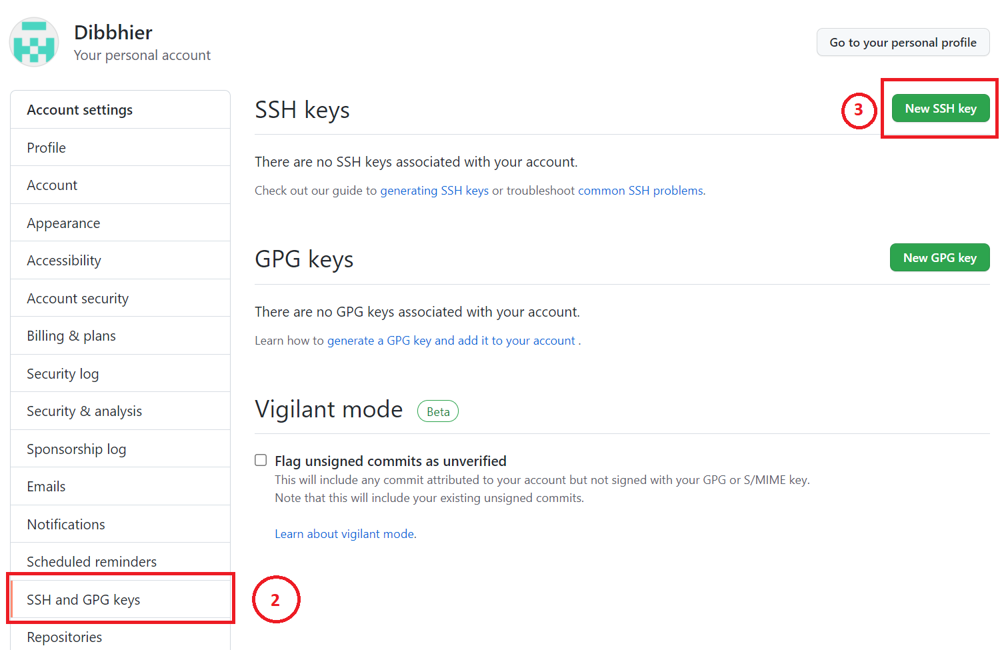 Dibbhier
Your personal account
Go to your personal profile
Account settings
Profile
Account
Appearance
Accessibility
Account security
Billing & plans
Security log
Security & analysis
Sponsorship log
Emails
Notifications
Scheduled reminders
SSH and GPG keys
2
Repositories
SSH keys
3
New SSH key
There are no SSH keys associated with your account.
Check out our guide to generating SSH keys or troubleshoot common SSH problems.
GPG keys
New GPG key
There are no GPG keys associated with your account.
Learn how to generate a GPG key and add it to your account .
Vigilant mode
Beta
Flag unsigned commits as unverified
This will include any commit attributed to your account but not signed with your GPG or S/MIME key.
Note that this will include your existing unsigned commits.
Learn about vigilant mode.